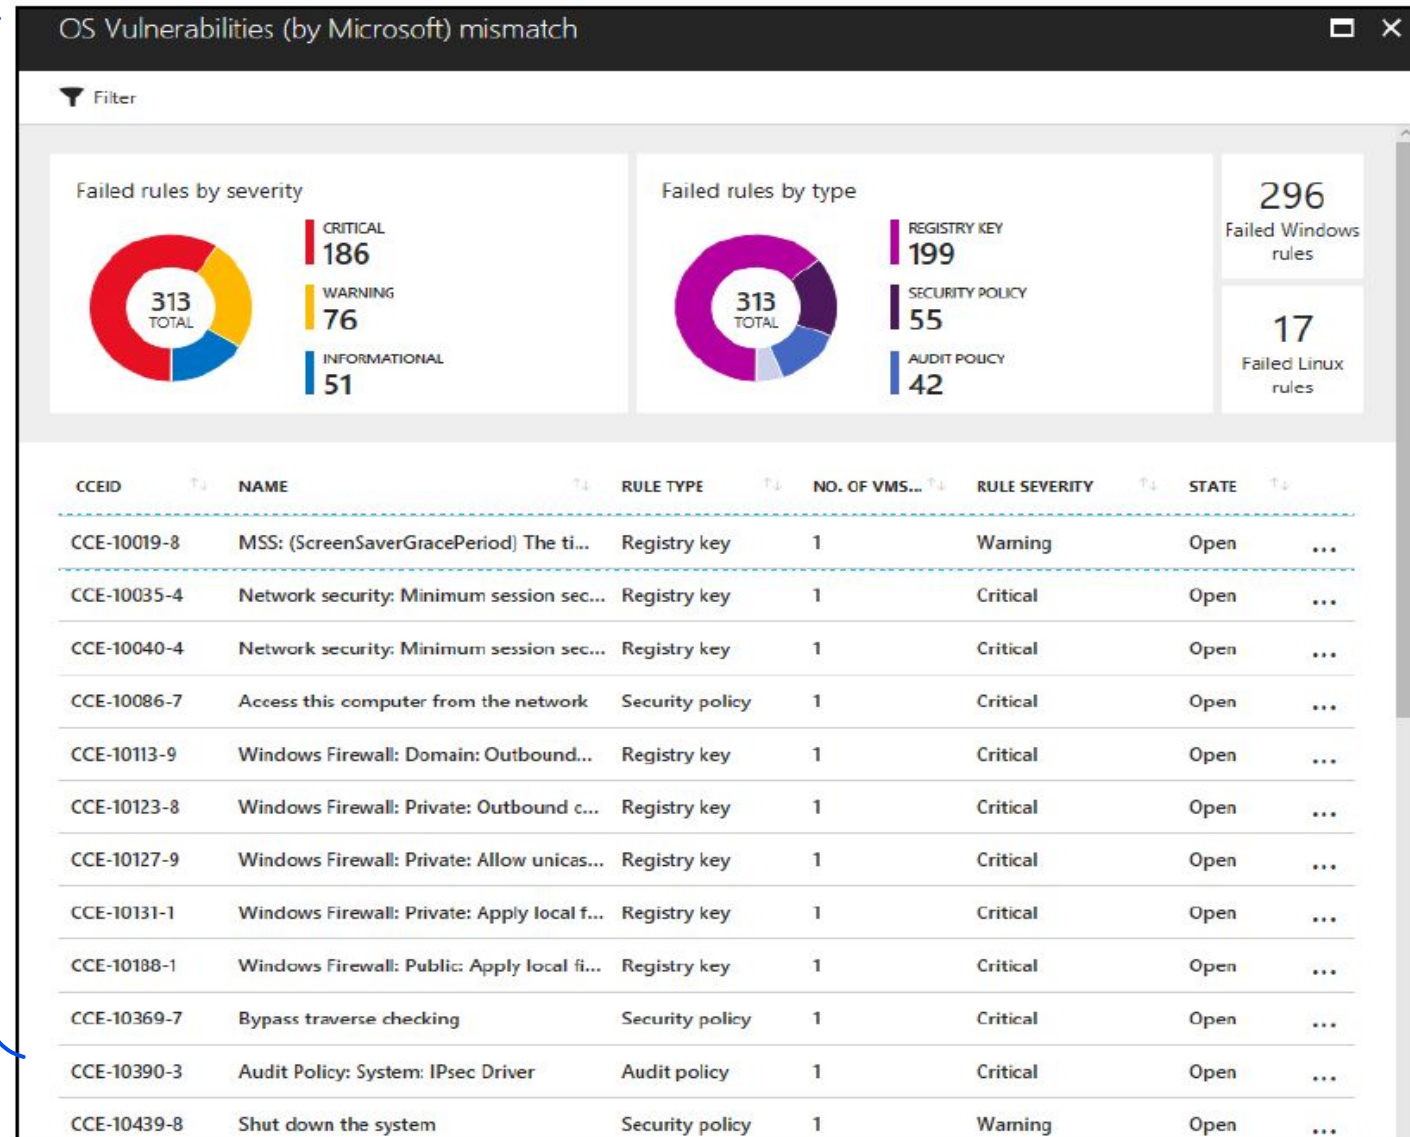 OS Vulnerabilities (by Microsoft) mismatch
Filter
Failed rules by severity
313
TOTAL
CRITICAL
186
WARNING
76
INFORMATIONAL
51
Failed rules by type
313
TOTAL
REGISTRY KEY
199
SECURITY POLICY
55
AUDIT POLICY
42
296
Failed Windows
rules
17
Failed Linux
rules
CCEID NAME RULE TYPE NO. OF VMS... RULE SEVERITY STATE
CCE-10019-8 MSS: (ScreenSaverGracePeriod) The ti... Registry key 1 Warning Open ...
CCE-10035-4 Network security: Minimum session sec... Registry key 1 Critical Open ...
CCE-10040-4 Network security: Minimum session sec... Registry key 1 Critical Open ...
CCE-10086-7 Access this computer from the network Security policy 1 Critical Open ...
CCE-10113-9 Windows Firewall: Domain: Outbound... Registry key 1 Critical Open ...
CCE-10123-8 Windows Firewall: Private: Outbound c... Registry key 1 Critical Open ...
CCE-10127-9 Windows Firewall: Private: Allow unicas... Registry key 1 Critical Open ...
CCE-10131-1 Windows Firewall: Private: Apply local f... Registry key 1 Critical Open ...
CCE-10188-1 Windows Firewall: Public: Apply local fi... Registry key 1 Critical Open ...
CCE-10369-7 Bypass traverse checking Security policy 1 Critical Open ...
CCE-10390-3 Audit Policy: System: IPsec Driver Audit policy 1 Critical Open ...
CCE-10439-8 Shut down the system Security policy 1 Warning Open ...